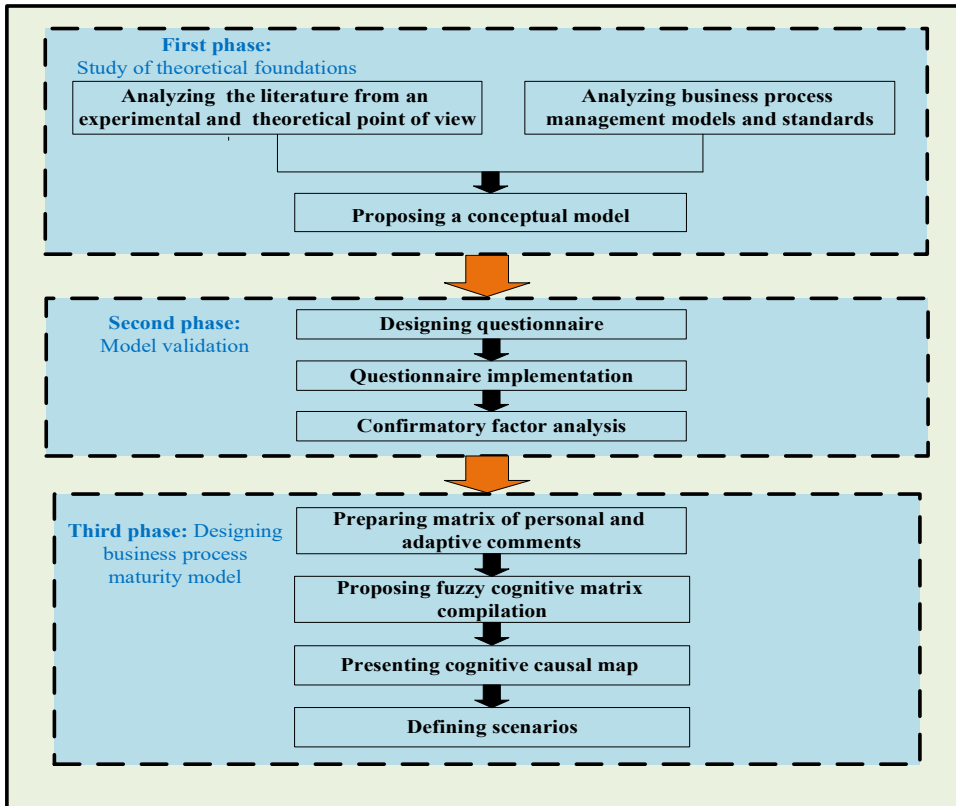 First phase:
Study of theoretical foundations
Analyzing the literature from an
experimental and theoretical point of view
Analyzing business process
management models and standards
Proposing a conceptual model
Second phase:
Model validation
Designing questionnaire
Questionnaire implementation
Confirmatory factor analysis
Third phase: Designing
business process
maturity model
Preparing matrix of personal and
adaptive comments
Proposing fuzzy cognitive matrix
compilation
Presenting cognitive causal map
Defining scenarios